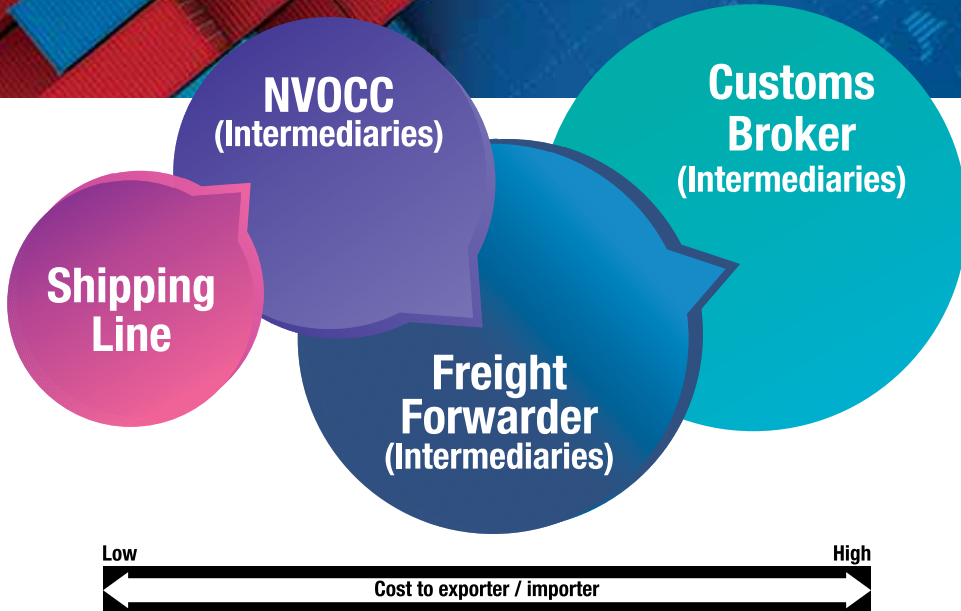 NVOCC
(Intermediaries)
Customs
Broker
(Intermediaries)
Shipping
Line
Freight
Forwarder
(Intermediaries)
Low
High
Cost to exporter / importer